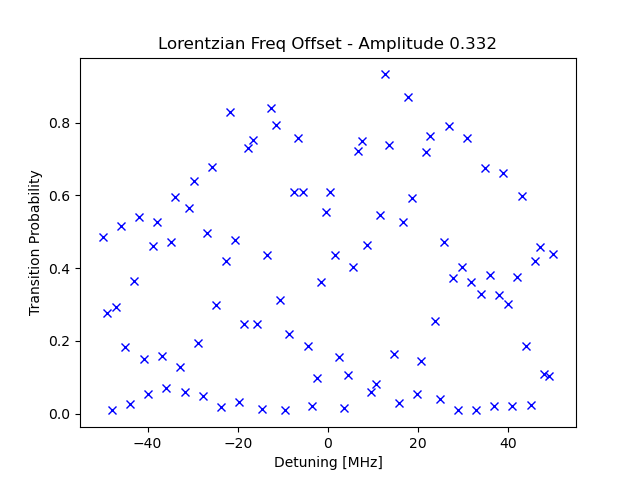 Lorentzian Freq Offset - Amplitude 0.332
Transition Probability
0.8
0.6
0.4
0.2
0.0
−40 −20 0 20 40
Detuning [MHz]